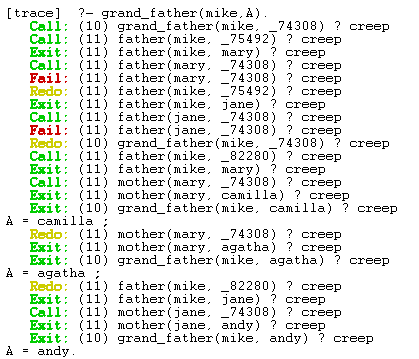 [trace]  ?- grand_father(mike,A).
   Call: (10) grand_father(mike, _74308) ? creep
   Call: (11) father(mike, _75492) ? creep
   Exit: (11) father(mike, mary) ? creep
   Call: (11) father(mary, _74308) ? creep
   Fail: (11) father(mary, _74308) ? creep
   Redo: (11) father(mike, _75492) ? creep
   Exit: (11) father(mike, jane) ? creep
   Call: (11) father(jane, _74308) ? creep
   Fail: (11) father(jane, _74308) ? creep
   Redo: (10) grand_father(mike, _74308) ? creep
   Call: (11) father(mike, _82280) ? creep
   Exit: (11) father(mike, mary) ? creep
   Call: (11) mother(mary, _74308) ? creep
   Exit: (11) mother(mary, camilla) ? creep
   Exit: (10) grand_father(mike, camilla) ? creep
A = camilla ;
   Redo: (11) mother(mary, _74308) ? creep
   Exit: (11) mother(mary, agatha) ? creep
   Exit: (10) grand_father(mike, agatha) ? creep
A = agatha ;
   Redo: (11) father(mike, _82280) ? creep
   Exit: (11) father(mike, jane) ? creep
   Call: (11) mother(jane, _74308) ? creep
   Exit: (11) mother(jane, andy) ? creep
   Exit: (10) grand_father(mike, andy) ? creep
A = andy.